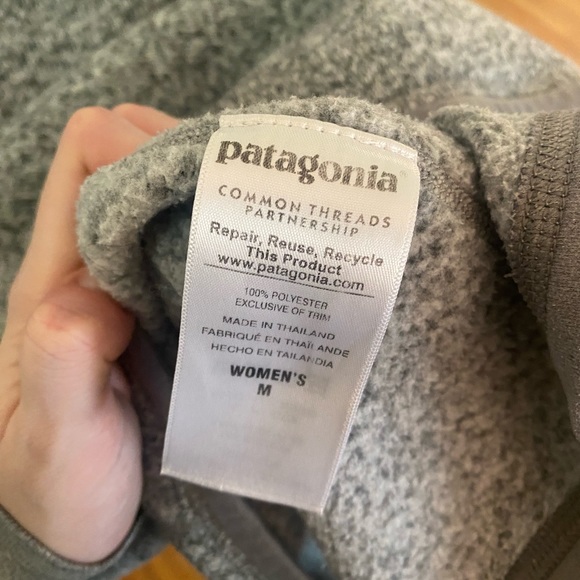 patagonia
COMMON THREADS
PARTNERSHIP
Repair, Reuse, Recycle
This Product
www.patagonia.com
100% POLYESTER
EXCLUSIVE OF TRIM
MADE IN THAILAND
FABRIQUÉ EN THAÏLANDE
HECHO EN TAILANDIA
WOMEN'S
M